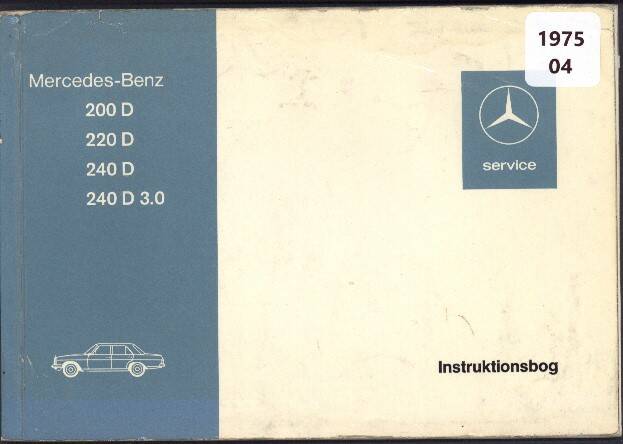 Mercedes-Benz
200 D
220 D
240 D
240 D 3.0
1975
04
service
Instruktionsbog